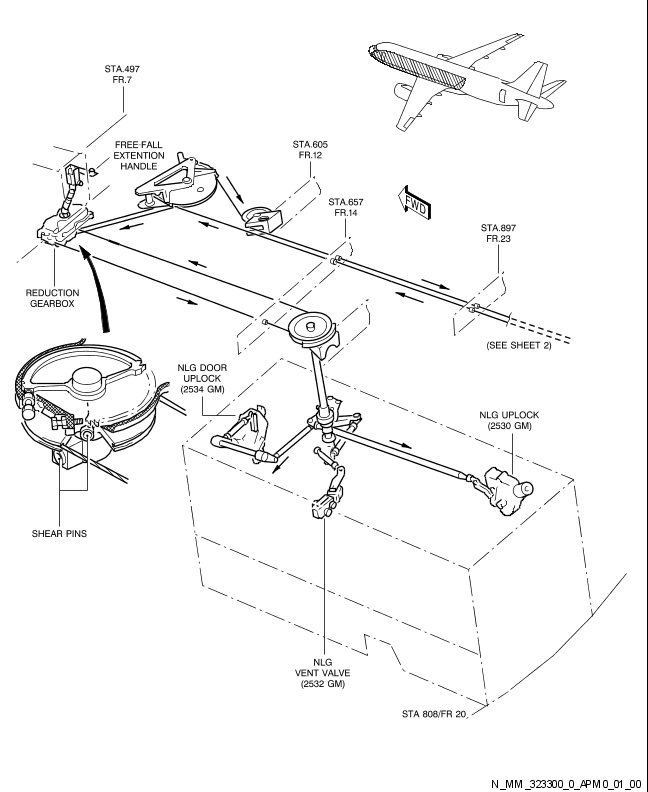 STA.497
FR.7
FREE-FALL
EXTENTION
HANDLE
STA.605
FR.12
STA.657
FR.14
FWD
STA.897
FR.23
REDUCTION
GEARBOX
(SEE SHEET 2)
NLG DOOR
UPLOCK
(2534 GM)
NLG UPLOCK
(2530 GM)
C
SHEAR PINS
NLG
VENT VALVE
(2532 GM)
STA 808/FR 20
N_MM_323300_0_APM0_01_00